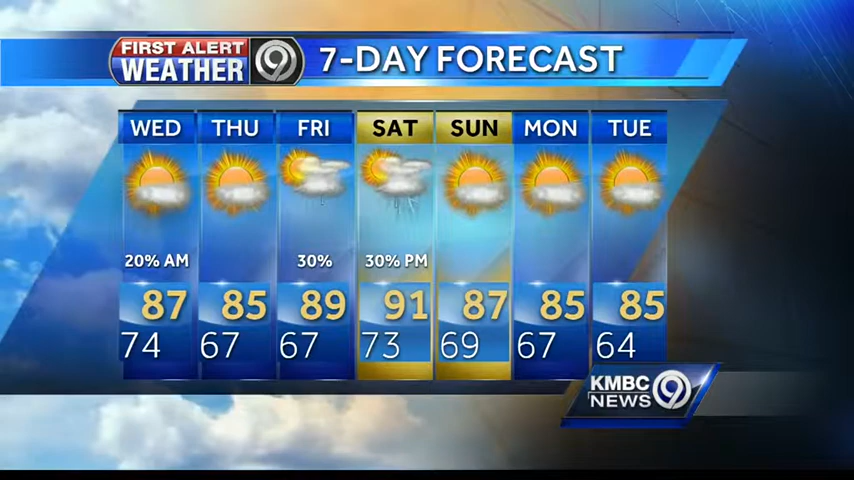 FIRST ALERT
WEATHER 9
7-DAY FORECAST
WED THU FRI SAT SUN MON TUE
20% AM 30% 30% PM
87 85 89 91 87 85 85
74 67 67 73 69 67 64
KMBC 9
NEWS